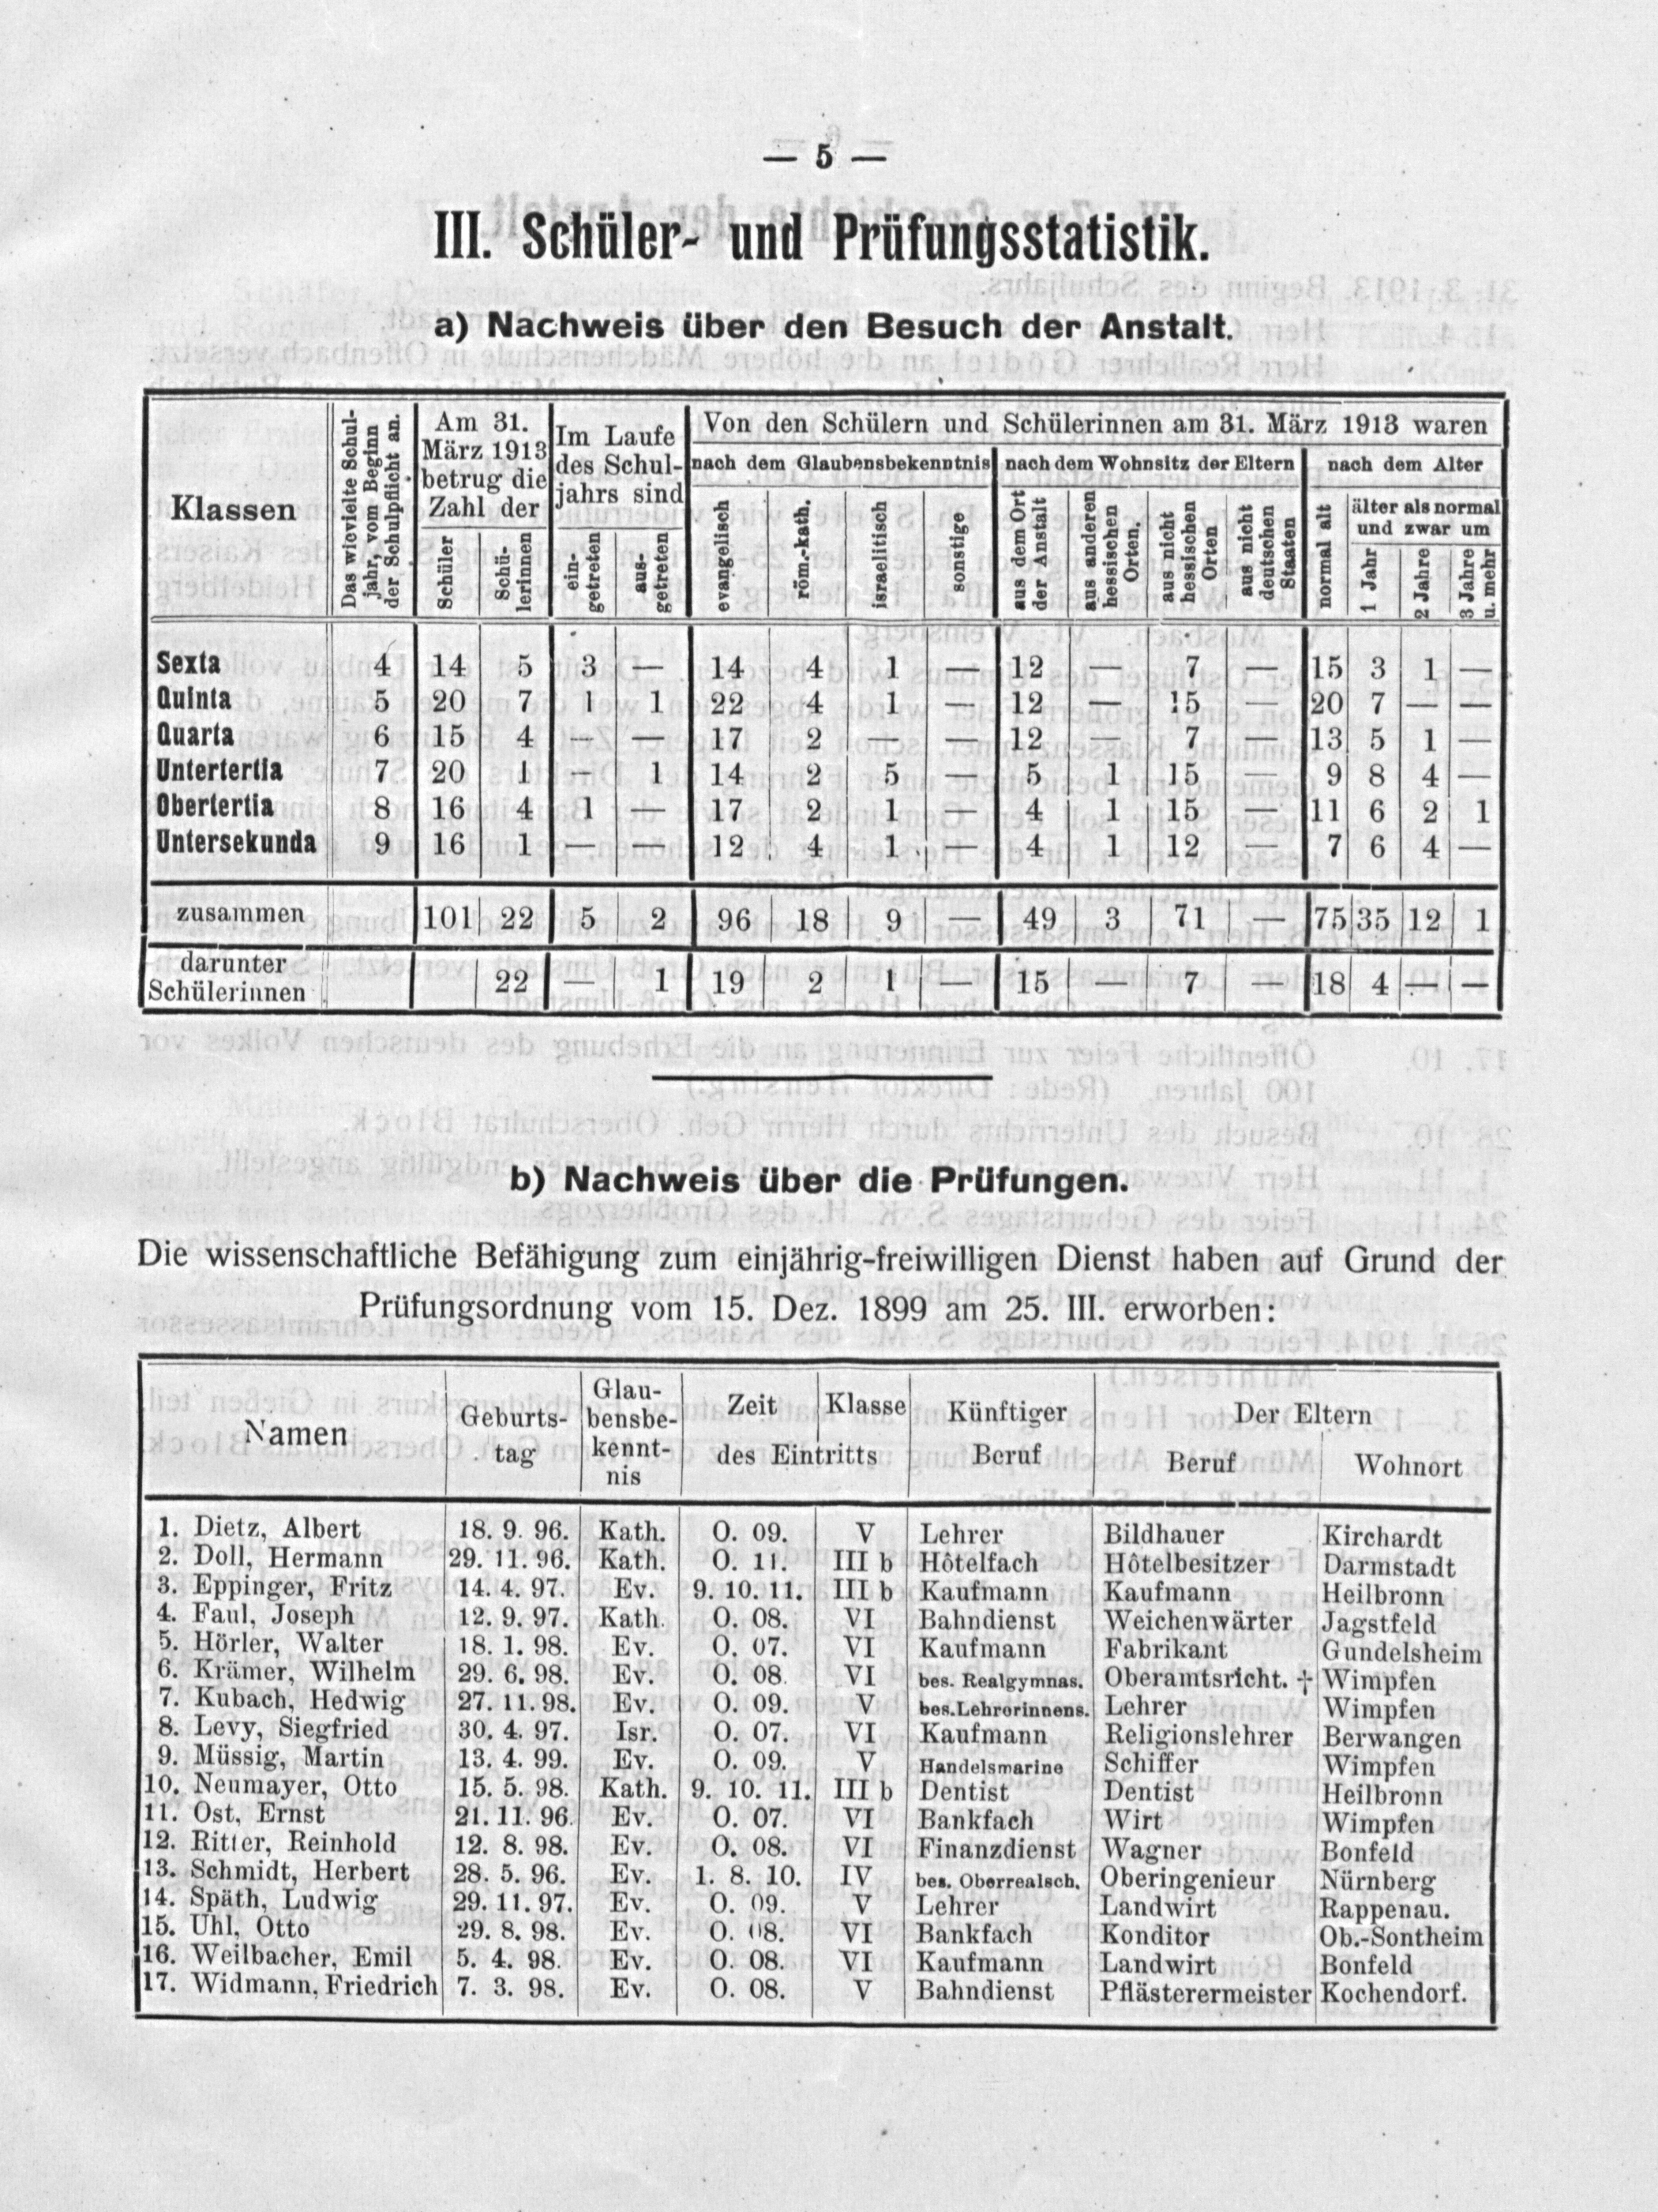 — 5 —
III. Schüler- und Prüfungsstatistik.
a) Nachweis über den Besuch der Anstalt.
Klassen | Das wievielte Schuljahr, vom Beginn der Schulpflicht an. | Am 31. März 1913 betrug die Zahl der | Im Laufe des Schuljahrs sind | Von den Schülern und Schülerinnen am 31. März 1913 waren
nach dem Glaubensbekenntnis | nach dem Wohnsitz der Eltern | nach dem Alter
Schüler | Schü-lerinnen | ein-getreten | aus-getreten | evangelisch | röm.-kath. | israelitisch | sonstige | aus dem Ort der Anstalt | aus anderen hessischen Orten. | aus nicht hessischen Orten | aus nicht deutschen Staaten | normal alt | älter als normal und zwar um
1 Jahr | 2 Jahre | 3 Jahre u. mehr
Sexta 4 14 5 3 — 14 4 1 — 12 — 7 — 15 3 1 —
Quinta 5 20 7 1 1 22 4 1 — 12 — 15 — 20 7 — —
Quarta 6 15 4 — — 17 2 — — 12 — 7 — 13 5 1 —
Untertertia 7 20 1 — 1 14 2 5 — 5 1 15 — 9 8 4 —
Obertertia 8 16 4 1 — 17 2 1 — 4 1 15 — 11 6 2 1
Untersekunda 9 16 1 — — 12 4 1 — 4 1 12 — 7 6 4 —
zusammen 101 22 5 2 96 18 9 — 49 3 71 — 75 35 12 1
darunter Schülerinnen 22 — 1 19 2 1 — 15 — 7 — 18 4 — —
b) Nachweis über die Prüfungen.
Die wissenschaftliche Befähigung zum einjährig-freiwilligen Dienst haben auf Grund der
Prüfungsordnung vom 15. Dez. 1899 am 25. III. erworben:
Namen | Geburts-tag | Glau-bensbe-kennt-nis | Zeit | Klasse | des Eintritts | Künftiger Beruf | Der Eltern
Beruf | Wohnort
1. Dietz, Albert 18. 9. 96. Kath. O. 09. V Lehrer Bildhauer Kirchardt
2. Doll, Hermann 29. 11. 96. Kath. O. 11. III b Hôtelfach Hôtelbesitzer Darmstadt
3. Eppinger, Fritz 14. 4. 97. Ev. 9. 10. 11. III b Kaufmann Kaufmann Heilbronn
4. Faul, Joseph 12. 9. 97. Kath. O. 08. VI Bahndienst Weichenwärter Jagstfeld
5. Hörler, Walter 18. 1. 98. Ev. O. 07. VI Kaufmann Fabrikant Gundelsheim
6. Krämer, Wilhelm 29. 6. 98. Ev. O. 08. VI bes. Realgymnas. Oberamtsricht. † Wimpfen
7. Kubach, Hedwig 27. 11. 98. Ev. O. 09. V bes. Lehrerinnens. Lehrer Wimpfen
8. Levy, Siegfried 30. 4. 97. Isr. O. 07. VI Kaufmann Religionslehrer Berwangen
9. Müssig, Martin 13. 4. 99. Ev. O. 09. V Handelsmarine Schiffer Wimpfen
10. Neumayer, Otto 15. 5. 98. Kath. 9. 10. 11. III b Dentist Dentist Heilbronn
11. Ost, Ernst 21. 11. 96. Ev. O. 07. VI Bankfach Wirt Wimpfen
12. Ritter, Reinhold 12. 8. 98. Ev. O. 08. VI Finanzdienst Wagner Bonfeld
13. Schmidt, Herbert 28. 5. 96. Ev. 1. 8. 10. IV bes. Oberrealsch. Oberingenieur Nürnberg
14. Späth, Ludwig 29. 11. 97. Ev. O. 09. V Lehrer Landwirt Rappenau.
15. Uhl, Otto 29. 8. 98. Ev. O. 08. VI Bankfach Konditor Ob.-Sontheim
16. Weilbacher, Emil 5. 4. 98. Ev. O. 08. VI Kaufmann Landwirt Bonfeld
17. Widmann, Friedrich 7. 3. 98. Ev. O. 08. V Bahndienst Pflästerermeister Kochendorf.